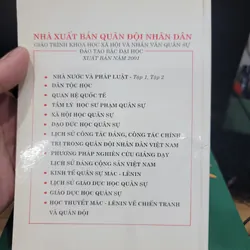 NHÀ XUẤT BẢN QUÂN ĐỘI NHÂN DÂN
GIÁO TRÌNH KHOA HỌC XÃ HỘI VÀ NHÂN VĂN QUÂN SỰ
ĐÀO TẠO BẬC ĐẠI HỌC
XUẤT BẢN NĂM 2001
NHÀ NƯỚC VÀ PHÁP LUẬT - Tập 1, Tập 2
DÂN TỘC HỌC
QUAN HỆ QUỐC TẾ
TÂM LÝ HỌC SƯ PHẠM QUÂN SỰ
XÃ HỘI HỌC QUÂN SỰ
ĐẠO ĐỨC HỌC QUÂN SỰ
LỊCH SỬ CÔNG TÁC ĐẢNG, CÔNG TÁC CHÍNH
TRỊ TRONG QUÂN ĐỘI NHÂN DÂN VIỆT NAM
PHƯƠNG PHÁP NGHIÊN CỨU GIẢNG DẠY
LỊCH SỬ ĐẢNG CỘNG SẢN VIỆT NAM
KINH TẾ QUÂN SỰ MÁC - LÊNIN
LỊCH SỬ GIÁO DỤC HỌC QUÂN SỰ
GIÁO DỤC HỌC QUÂN SỰ
HỌC THUYẾT MÁC - LÊNIN VỀ CHIẾN TRANH
VÀ QUÂN ĐỘI